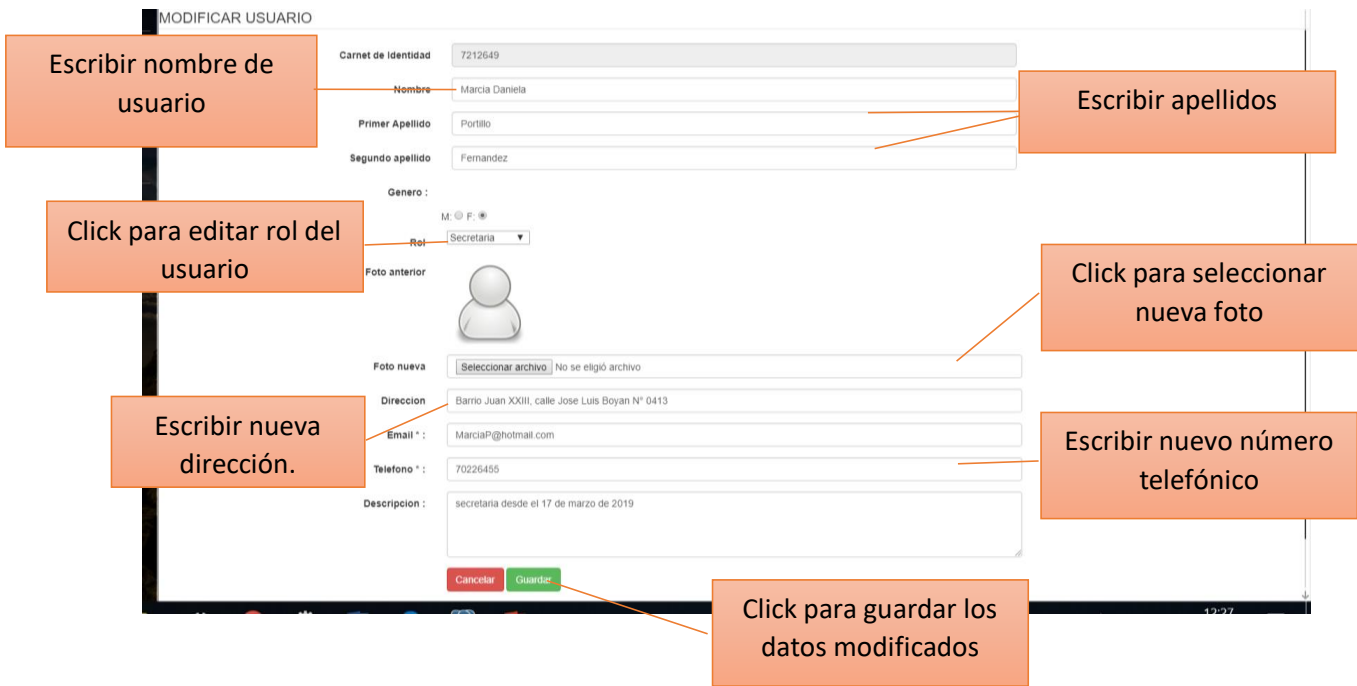 MODIFICAR USUARIO
Carnet de Identidad
7212649
Escribir nombre de
usuario
Nombre
Marcia Daniela
Escribir apellidos
Primer Apellido
Portillo
Segundo apellido
Fernandez
Genero :
M: F:
Click para editar rol del
usuario
Rol
Secretaria
Foto anterior
Click para seleccionar
nueva foto
Foto nueva
Seleccionar archivo No se eligió archivo
Direccion
Barrio Juan XXIII, calle Jose Luis Boyan N° 0413
Escribir nueva
dirección.
Email * :
MarciaP@hotmail.com
Escribir nuevo número
telefónico
Telefono * :
70226455
Descripcion :
secretaria desde el 17 de marzo de 2019
Cancelar Guardar
Click para guardar los
datos modificados
12:27